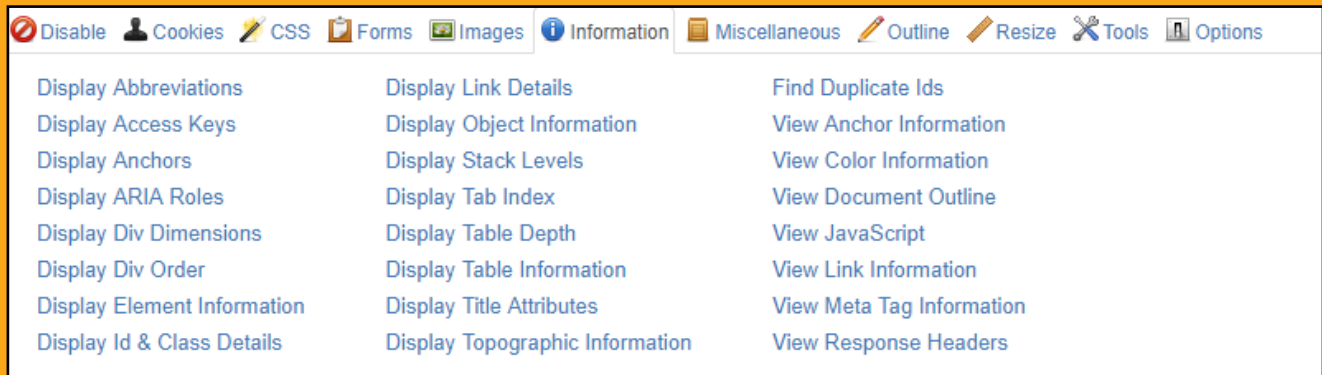 Disable Cookies CSS Forms Images Information Miscellaneous Outline Resize Tools Options
Display Abbreviations
Display Access Keys
Display Anchors
Display ARIA Roles
Display Div Dimensions
Display Div Order
Display Element Information
Display Id & Class Details
Display Link Details
Display Object Information
Display Stack Levels
Display Tab Index
Display Table Depth
Display Table Information
Display Title Attributes
Display Topographic Information
Find Duplicate Ids
View Anchor Information
View Color Information
View Document Outline
View JavaScript
View Link Information
View Meta Tag Information
View Response Headers